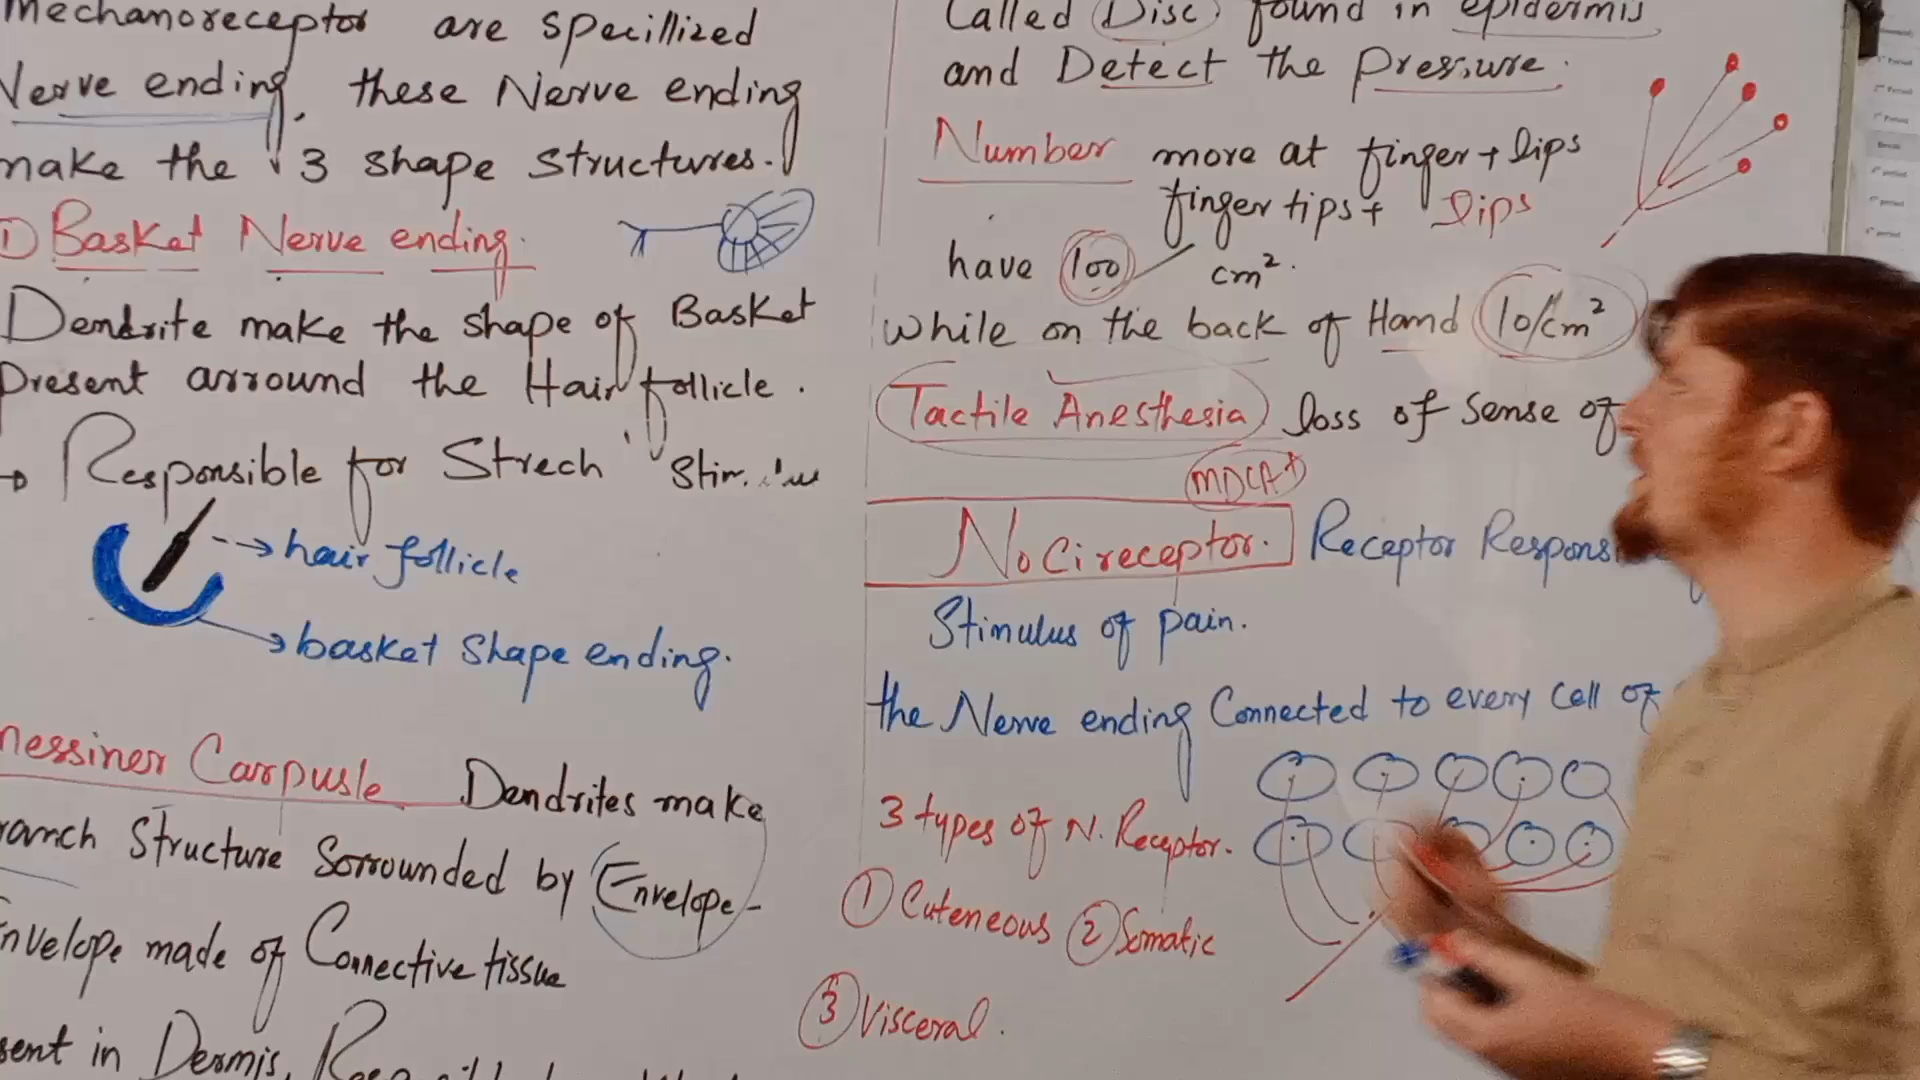 Mechanoreceptor are specillized
Nerve ending, these Nerve ending
make the 3 shape structures.
1) Basket Nerve ending.
Dendrite make the shape of Basket
Present arround the Hair follicle.
→ Responsible for Strech
hair follicle
basket Shape ending.
messiner Carpusle Dendrites make
Structure Sorrounded by Envelope-
Envelope made of Connective tissue
in Dermis,
Called Disc, found in epidermis
and Detect the Pressure.
Number more at finger + lips
finger tips + lips
have 100 cm²
While on the back of Hand 10/cm²
Tactile Anesthesia loss of Sense of
MDCAT
Nocireceptor. Receptor
Stimulus of pain.
the Nerve ending Connected to every Cell of
3 types of N. Receptor.
① Cuteneous ② Somatic
③ Visceral.